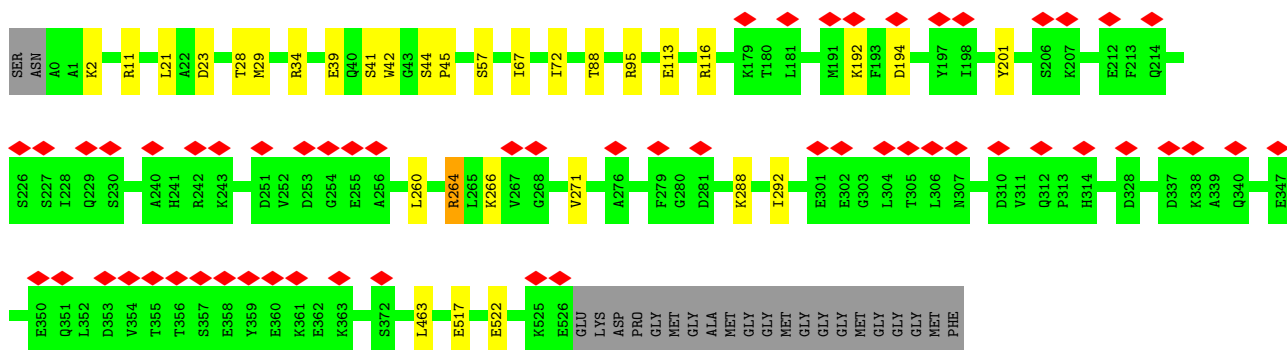 SER ASN A0 A1 K2 R11 L21 A22 D23 T28 M29 R34 E39 Q40 S41 W42 G43 S44 P45 S57 I67 I72 T88 R95 E113 R116 K179 T180 L181 M191 K192 F193 D194 Y197 I198 Y201 S206 K207 E212 F213 Q214
S226 S227 I228 Q229 S230 A240 H241 R242 K243 D251 V252 D253 G254 E255 A256 L260 R264 L265 K266 V267 G268 V271 A276 F279 G280 D281 K288 I292 E301 E302 G303 L304 T305 L306 N307 D310 V311 Q312 P313 H314 D328 D337 K338 A339 Q340 E347
E350 Q351 L352 D353 V354 T355 T356 S357 E358 Y359 E360 K361 E362 K363 S372 L463 E517 E522 K525 E526 GLU LYS ASP PRO GLY MET GLY ALA MET GLY GLY MET GLY GLY GLY MET GLY GLY GLY MET PHE